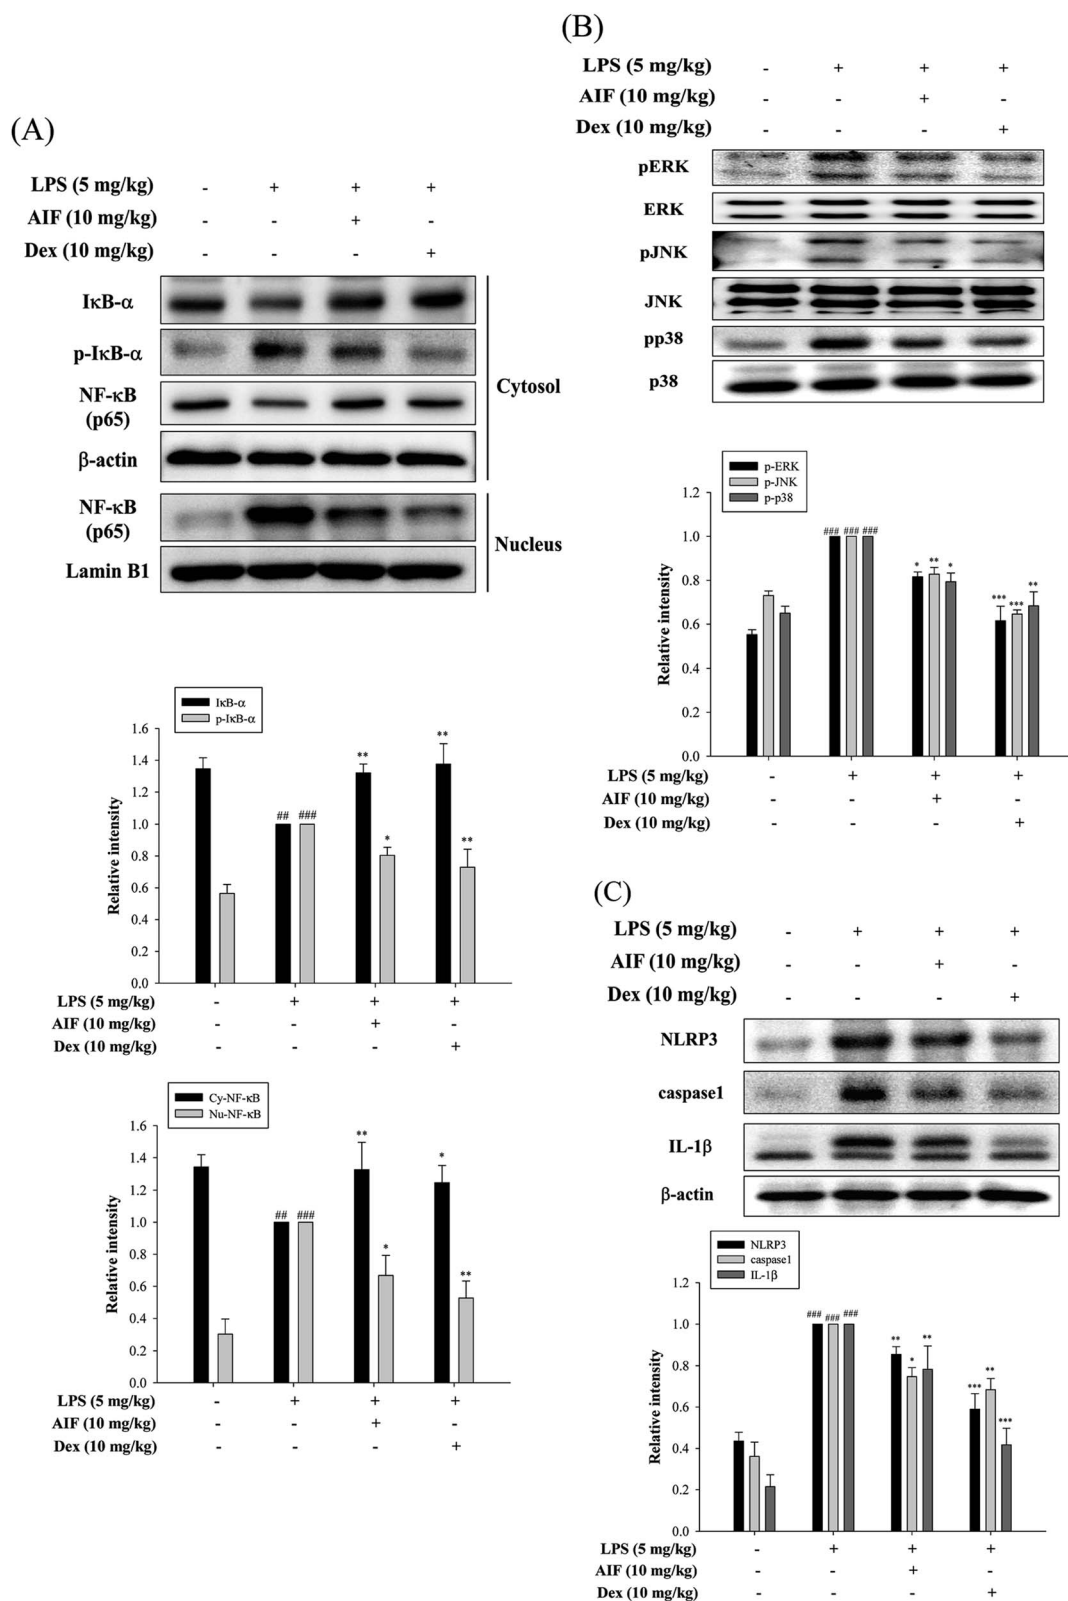 (A)
LPS (5 mg/kg) - + + +
AIF (10 mg/kg) - - + -
Dex (10 mg/kg) - - - +
IκB-α
p-IκB-α
NF-κB
(p65)
β-actin
Cytosol
NF-κB
(p65)
Lamin B1
Nucleus
IκB-α
p-IκB-α
Relative intensity
1.6
1.4
1.2
1.0
0.8
0.6
0.4
0.2
0.0
## ### ** * ** **
LPS (5 mg/kg) - + + +
AIF (10 mg/kg) - - + -
Dex (10 mg/kg) - - - +
Cy-NF-κB
Nu-NF-κB
Relative intensity
1.6
1.4
1.2
1.0
0.8
0.6
0.4
0.2
0.0
## ### ** * * **
LPS (5 mg/kg) - + + +
AIF (10 mg/kg) - - + -
Dex (10 mg/kg) - - - +
(B)
LPS (5 mg/kg) - + + +
AIF (10 mg/kg) - - + -
Dex (10 mg/kg) - - - +
pERK
ERK
pJNK
JNK
pp38
p38
p-ERK
p-JNK
p-p38
Relative intensity
1.2
1.0
0.8
0.6
0.4
0.2
0.0
### ### ### * ** * *** *** **
LPS (5 mg/kg) - + + +
AIF (10 mg/kg) - - + -
Dex (10 mg/kg) - - - +
(C)
LPS (5 mg/kg) - + + +
AIF (10 mg/kg) - - + -
Dex (10 mg/kg) - - - +
NLRP3
caspase1
IL-1β
β-actin
NLRP3
caspase1
IL-1β
Relative intensity
1.2
1.0
0.8
0.6
0.4
0.2
0.0
### ### ### ** * ** *** ** ***
LPS (5 mg/kg) - + + +
AIF (10 mg/kg) - - + -
Dex (10 mg/kg) - - - +